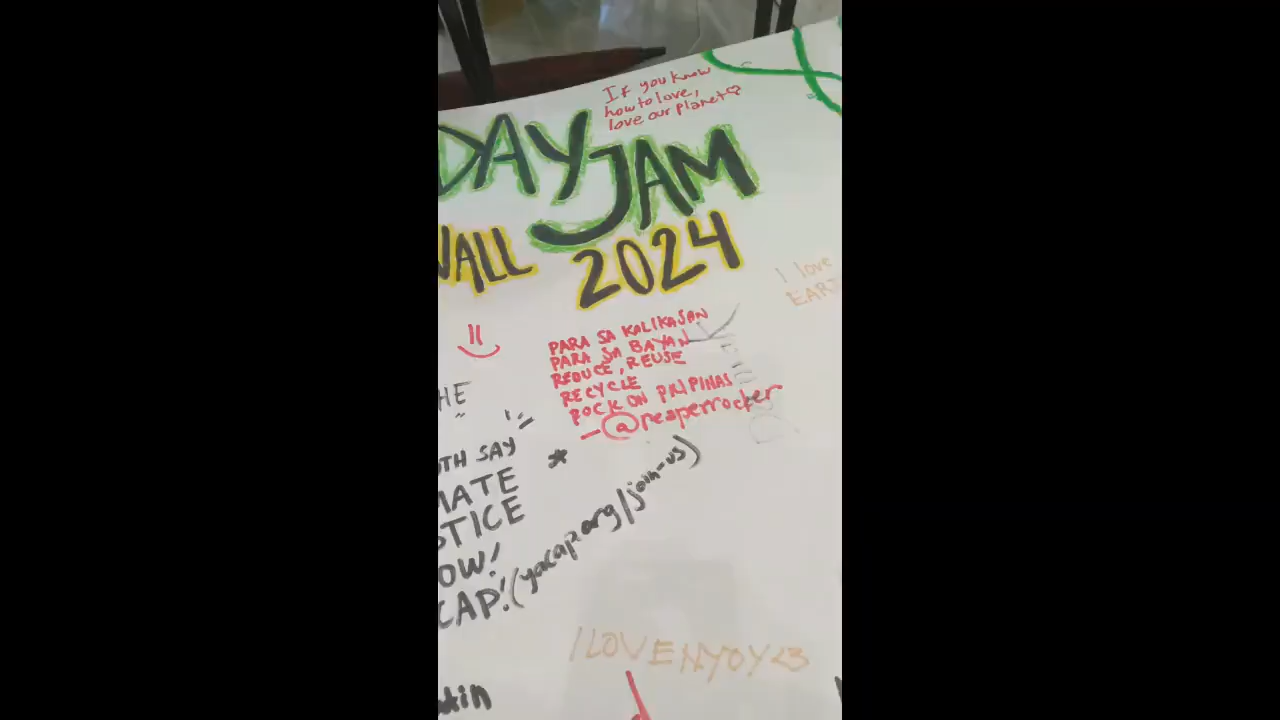 If you know
how to love,
love our planet
DAY JAM
WALL 2024
I love
EART
PARA SA KALIKASAN
PARA SA BAYAN
REDUCE, REUSE
RECYCLE
ROCK ON PILIPINAS
- @reaperrocker
HE
TH SAY
MATE
STICE
OW!
CAP! (yacap.org/join-us)
I LOVE NYOY <3